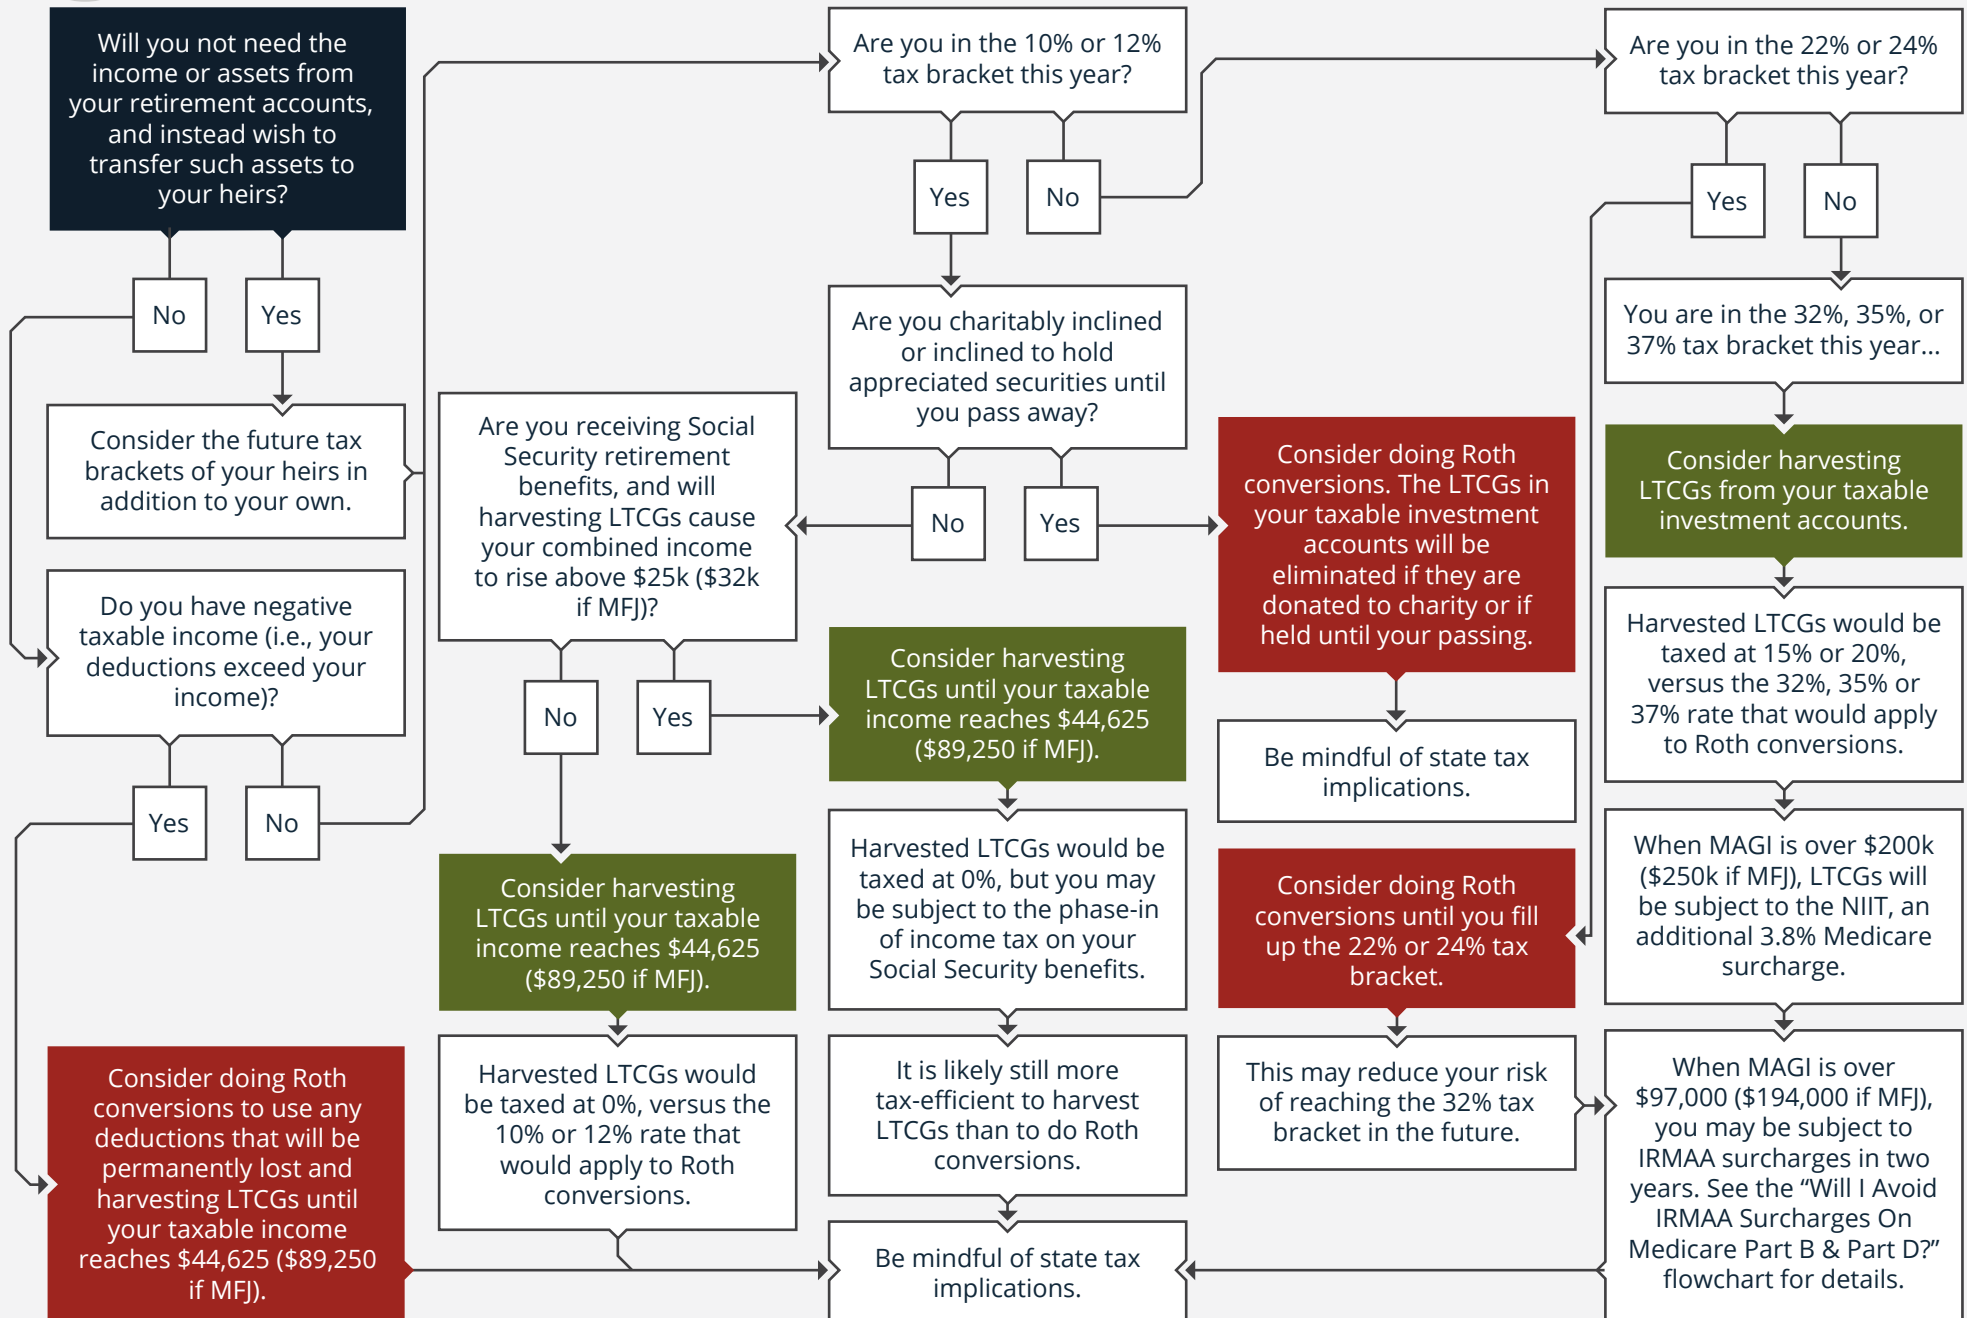 Will you not need the
income or assets from
your retirement accounts,
and instead wish to
transfer such assets to
your heirs?
No
Yes
Consider the future tax
brackets of your heirs in
addition to your own.
Do you have negative
taxable income (i.e., your
deductions exceed your
income)?
Yes
No
Consider doing Roth
conversions to use any
deductions that will be
permanently lost and
harvesting LTCGs until
your taxable income
reaches $44,625 ($89,250
if MFJ).
Are you in the 10% or 12%
tax bracket this year?
Yes
No
Are you charitably inclined
or inclined to hold
appreciated securities until
you pass away?
No
Yes
Are you receiving Social
Security retirement
benefits, and will
harvesting LTCGs cause
your combined income
to rise above $25k ($32k
if MFJ)?
No
Yes
Consider harvesting
LTCGs until your taxable
income reaches $44,625
($89,250 if MFJ).
Harvested LTCGs would
be taxed at 0%, versus the
10% or 12% rate that
would apply to Roth
conversions.
Consider harvesting
LTCGs until your taxable
income reaches $44,625
($89,250 if MFJ).
Harvested LTCGs would be
taxed at 0%, but you may
be subject to the phase-in
of income tax on your
Social Security benefits.
It is likely still more
tax-efficient to harvest
LTCGs than to do Roth
conversions.
Be mindful of state tax
implications.
Consider doing Roth
conversions. The LTCGs in
your taxable investment
accounts will be
eliminated if they are
donated to charity or if
held until your passing.
Be mindful of state tax
implications.
Consider doing Roth
conversions until you fill
up the 22% or 24% tax
bracket.
This may reduce your risk
of reaching the 32% tax
bracket in the future.
Are you in the 22% or 24%
tax bracket this year?
Yes
No
You are in the 32%, 35%, or
37% tax bracket this year...
Consider harvesting
LTCGs from your taxable
investment accounts.
Harvested LTCGs would be
taxed at 15% or 20%,
versus the 32%, 35% or
37% rate that would apply
to Roth conversions.
When MAGI is over $200k
($250k if MFJ), LTCGs will
be subject to the NIIT, an
additional 3.8% Medicare
surcharge.
When MAGI is over
$97,000 ($194,000 if MFJ),
you may be subject to
IRMAA surcharges in two
years. See the “Will I Avoid
IRMAA Surcharges On
Medicare Part B & Part D?”
flowchart for details.